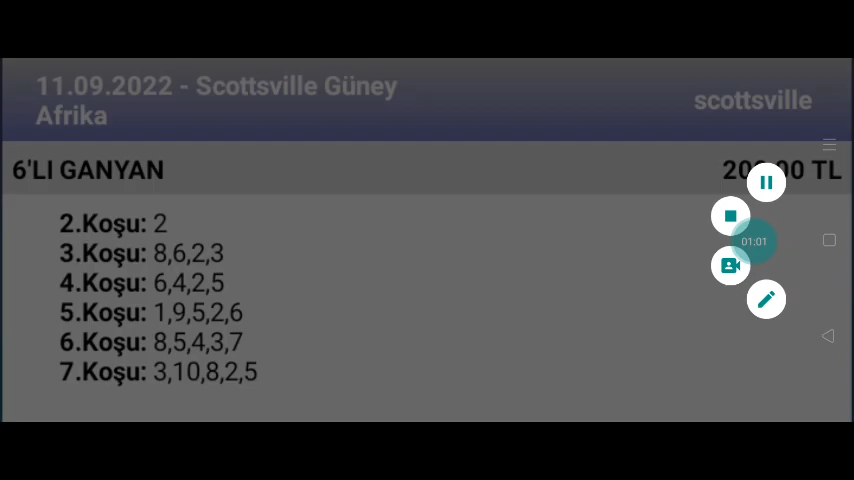 11.09.2022 - Scottsville Güney
Afrika
scottsville
6'LI GANYAN
TL
2.Koşu: 2
3.Koşu: 8,6,2,3
4.Koşu: 6,4,2,5
5.Koşu: 1,9,5,2,6
6.Koşu: 8,5,4,3,7
7.Koşu: 3,10,8,2,5
01:01